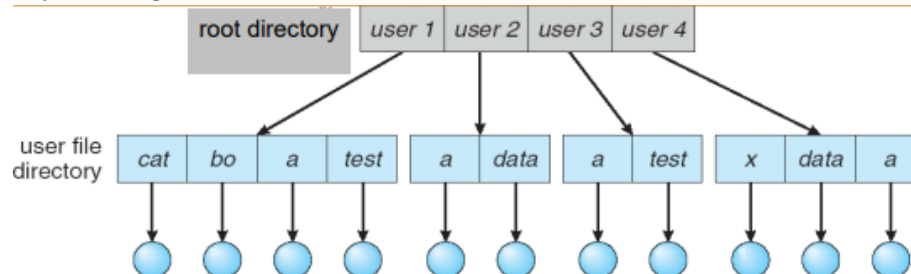 root directory
user 1 user 2 user 3 user 4
user file
directory
cat bo a test a data a test x data a